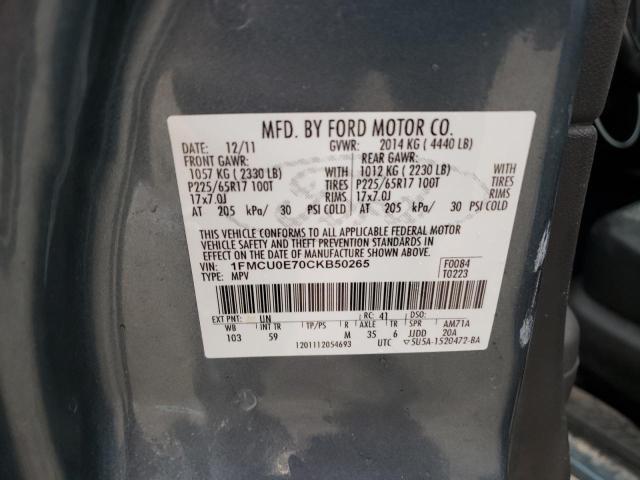 MFD. BY FORD MOTOR CO.
DATE: 12/11 GVWR: 2014 KG ( 4440 LB)
FRONT GAWR: REAR GAWR:
1057 KG ( 2330 LB) 1012 KG ( 2230 LB)
P225/65R17 100T TIRES P225/65R17 100T TIRES
17x7.0J RIMS 17x7.0J RIMS
AT 205 kPa/ 30 PSI COLD AT 205 kPa/ 30 PSI COLD
THIS VEHICLE CONFORMS TO ALL APPLICABLE FEDERAL MOTOR
VEHICLE SAFETY AND THEFT PREVENTION STANDARDS IN
EFFECT ON THE DATE OF MANUFACTURE SHOWN ABOVE.
VIN: 1FMCU0E70CKB50265 F0084
TYPE: MPV T0223
EXT PNT: UN RC: 41 DSO:
WB INT TR TP/PS R AXLE TR SPR AM71A
103 59 M 35 6 JJDD 20A
1201112054693 UTC 5U5A-1520472-BA